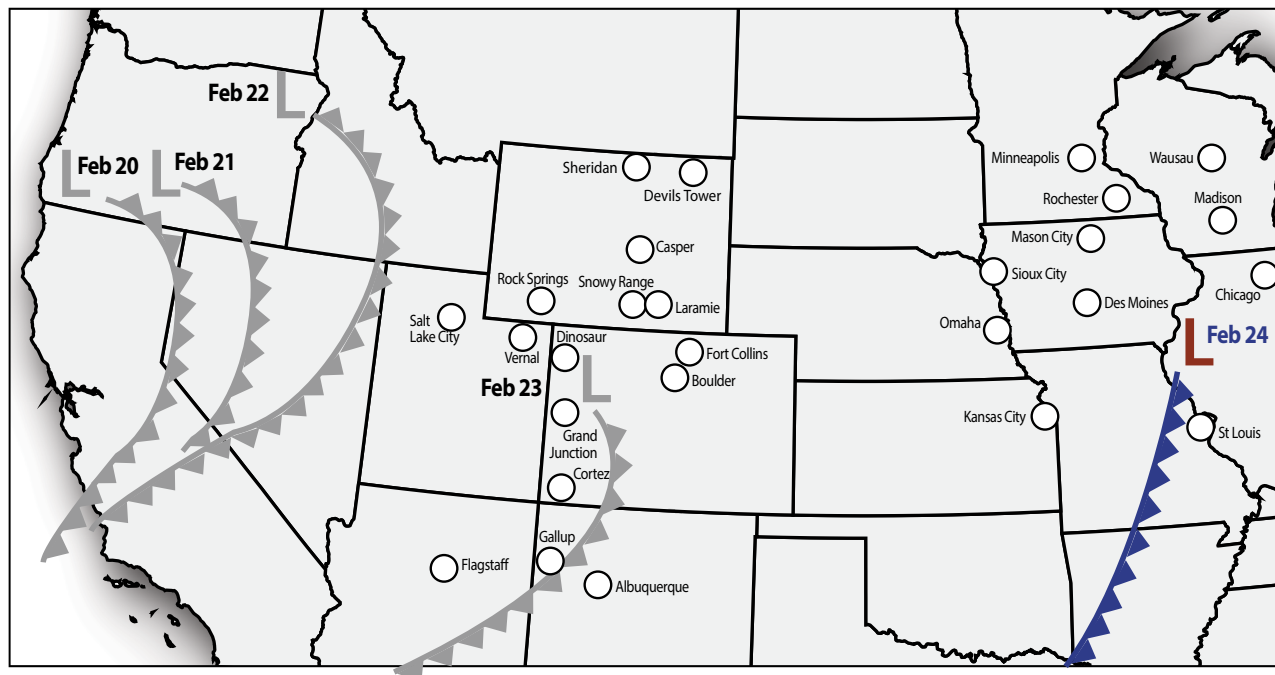 Feb 22
L
L
Feb 20
L
Feb 21
Sheridan
Devils Tower
Minneapolis
Wausau
Rochester
Madison
Mason City
Casper
Sioux City
Rock Springs
Snowy Range
Laramie
Des Moines
Chicago
Salt
Lake City
Vernal
Dinosaur
Fort Collins
Omaha
L
Feb 24
Boulder
Feb 23
L
Grand
Junction
Kansas City
St Louis
Cortez
Gallup
Flagstaff
Albuquerque